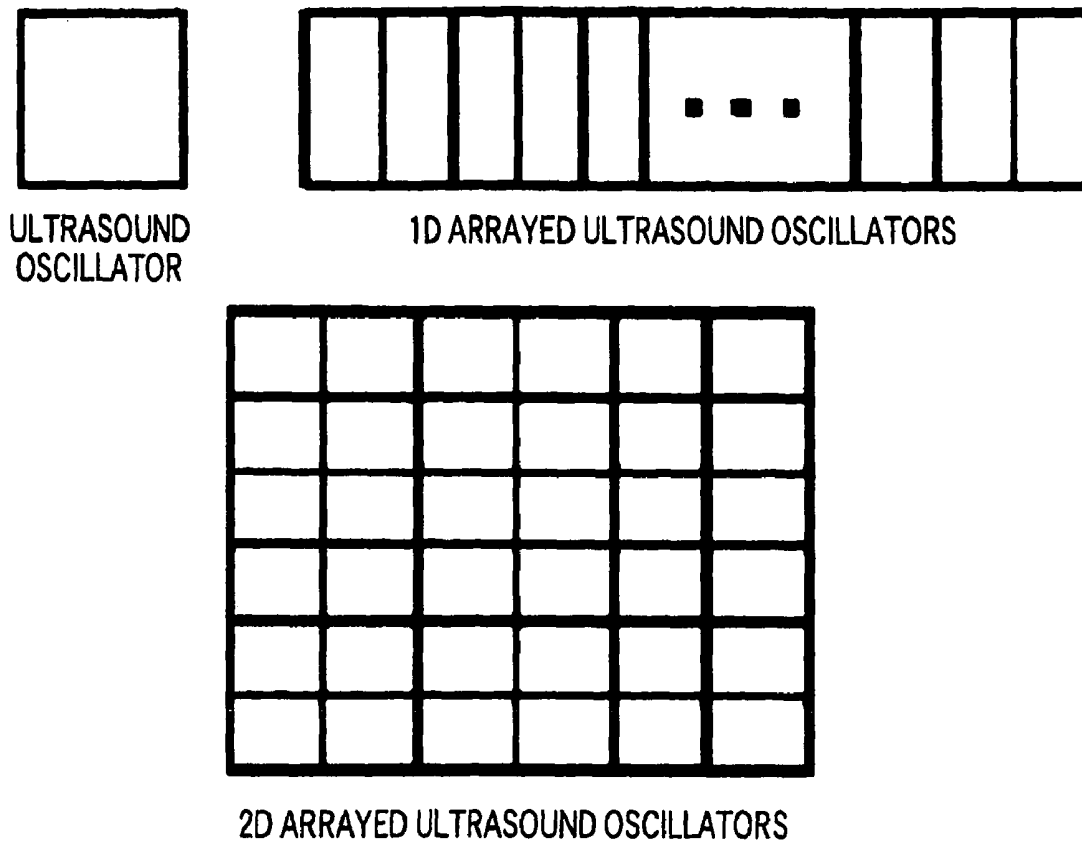 ULTRASOUND
OSCILLATOR
1D ARRAYED ULTRASOUND OSCILLATORS
2D ARRAYED ULTRASOUND OSCILLATORS